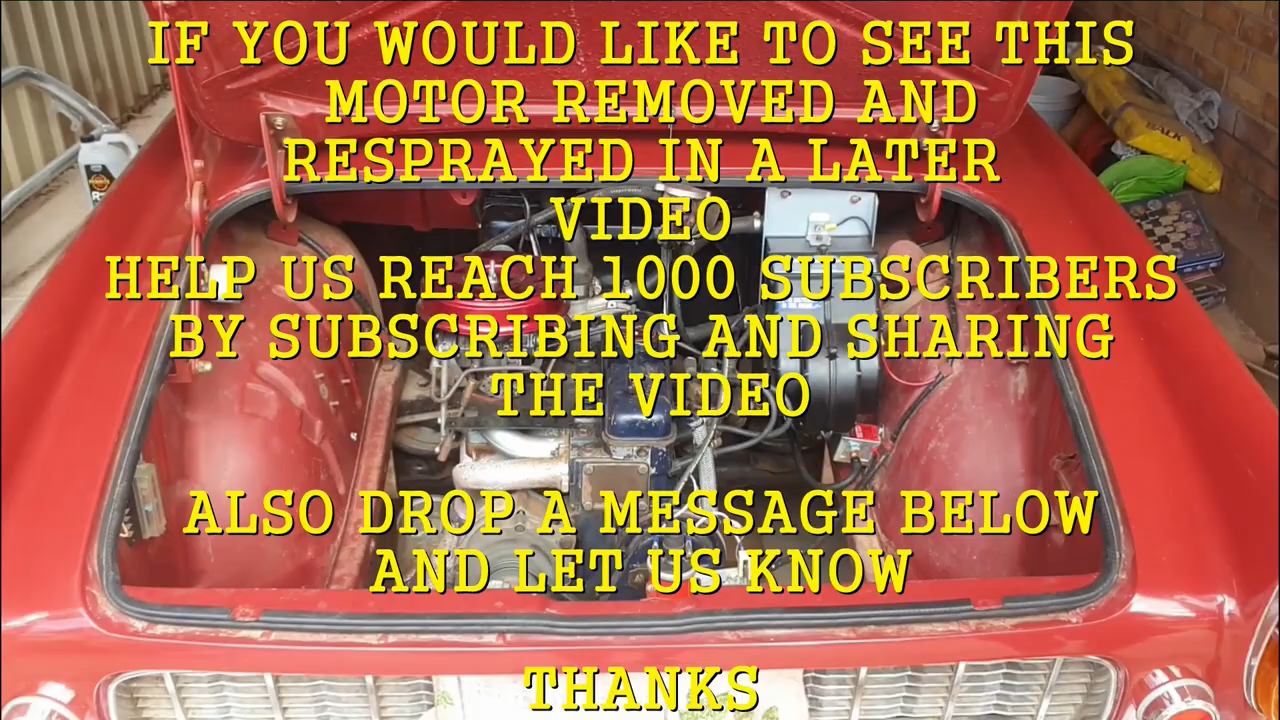 IF YOU WOULD LIKE TO SEE THIS
MOTOR REMOVED AND
RESPRAYED IN A LATER
VIDEO
HELP US REACH 1000 SUBSCRIBERS
BY SUBSCRIBING AND SHARING
THE VIDEO
ALSO DROP A MESSAGE BELOW
AND LET US KNOW
THANKS